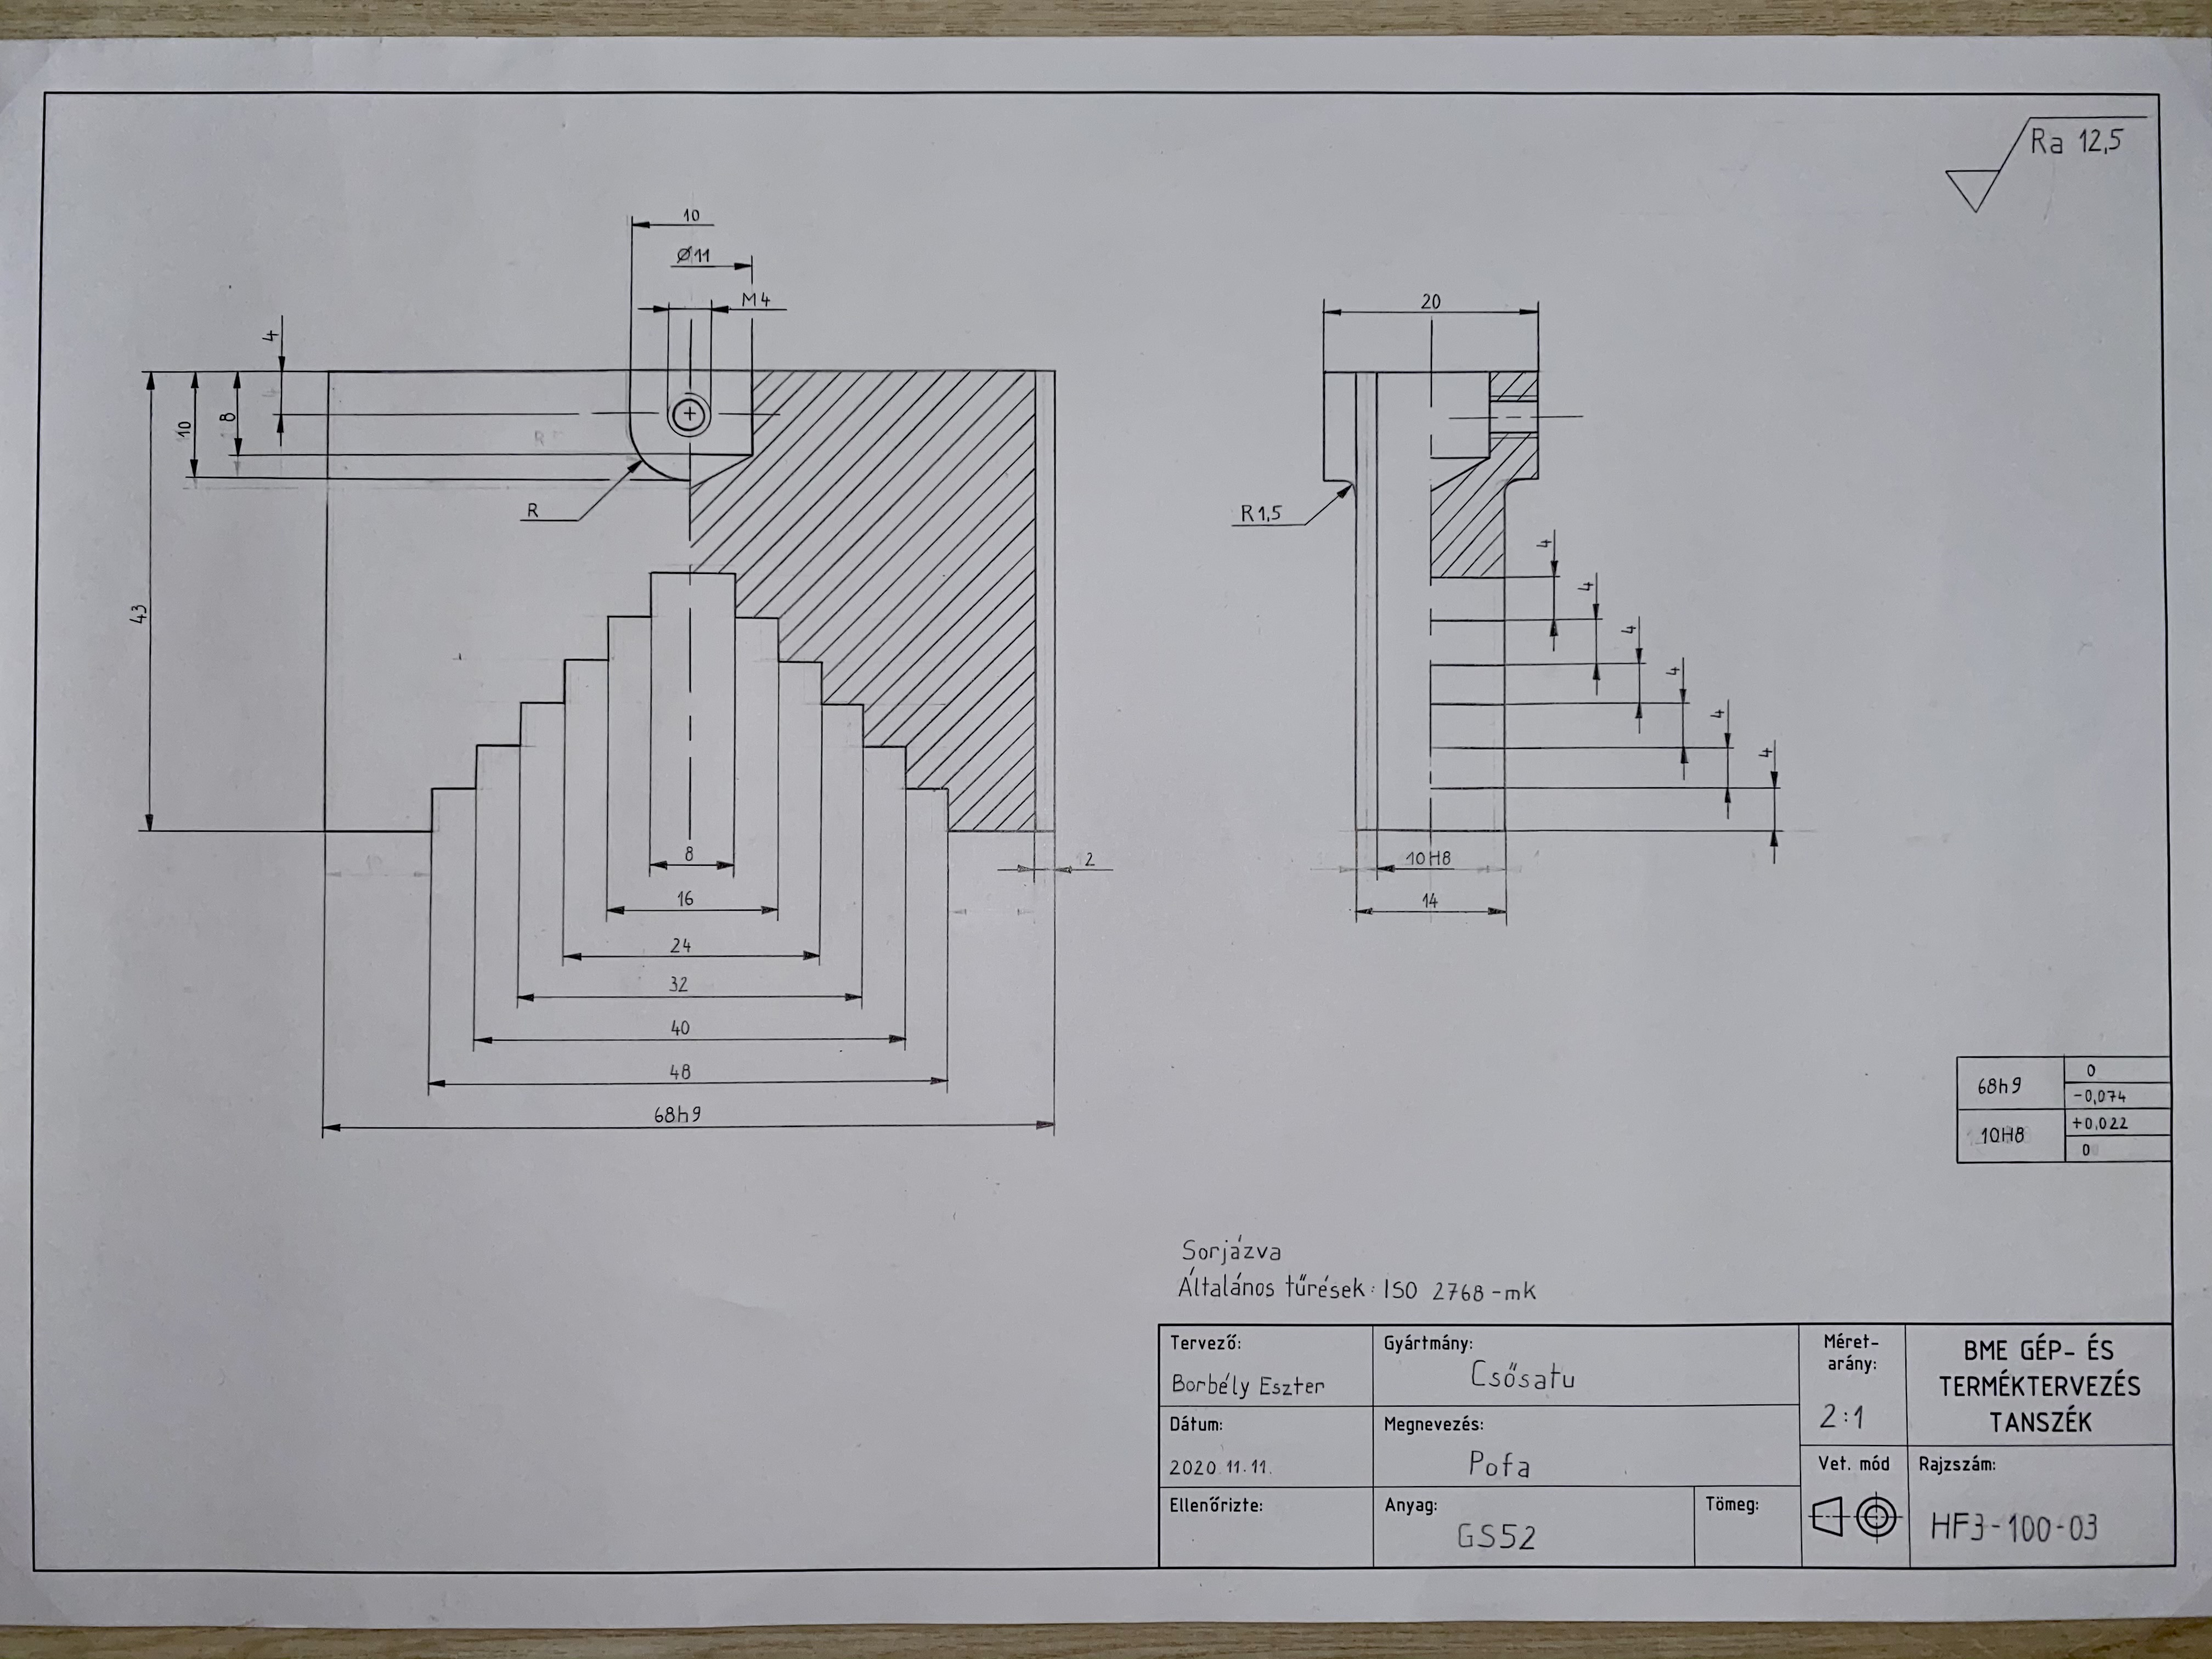 Ra 12,5
10
Ø11
M4
4
10
8
43
R
8
16
24
32
40
48
68h9
2
20
R1,5
4
4
4
4
4
4
10H8
14
68h9
0
-0,074
10H8
+0,022
0
Sorjázva
Általános tűrések: ISO 2768-mK
Tervező:
Borbély Eszter
Gyártmány:
Csősatu
Méret-
arány:
2:1
BME GÉP- ÉS
TERMÉKTERVEZÉS
TANSZÉK
Dátum:
2020.11.11.
Megnevezés:
Pofa
Vet. mód
Rajzszám:
HF3-100-03
Ellenőrizte:
Anyag:
GS52
Tömeg: